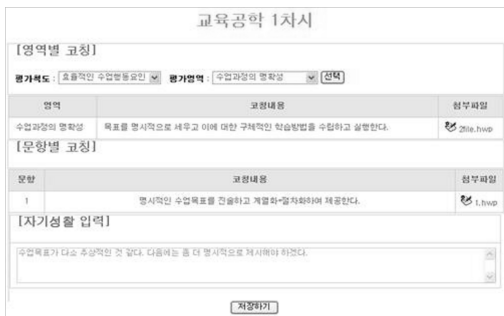 교육공학 1차시
[영역별 코칭]
평가척도 : 효율적인 수업행동요인 평가영역 : 수업과정의 명확성 선택
영역 코칭내용 첨부파일
수업과정의 명확성 목표를 명시적으로 세우고 이에 대한 구체적인 학습방법을 수립하고 실행한다. 2file.hwp
[문항별 코칭]
문항 코칭내용 첨부파일
1 명시적인 수업목표를 진술하고 계열화·절차화하여 제공한다. 1.hwp
[자기성찰 입력]
수업목표가 다소 추상적인 것 같다. 다음에는 좀 더 명시적으로 제시해야 하겠다.
저장하기